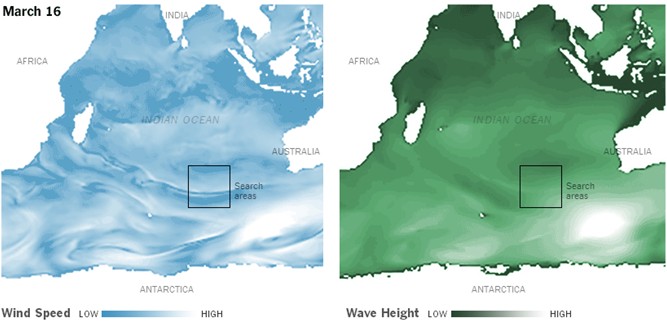 March 16
INDIA
AFRICA
INDIAN OCEAN
AUSTRALIA
Search
areas
ANTARCTICA
Wind Speed LOW HIGH
INDIA
AFRICA
INDIAN OCEAN
AUSTRALIA
Search
areas
ANTARCTICA
Wave Height LOW HIGH